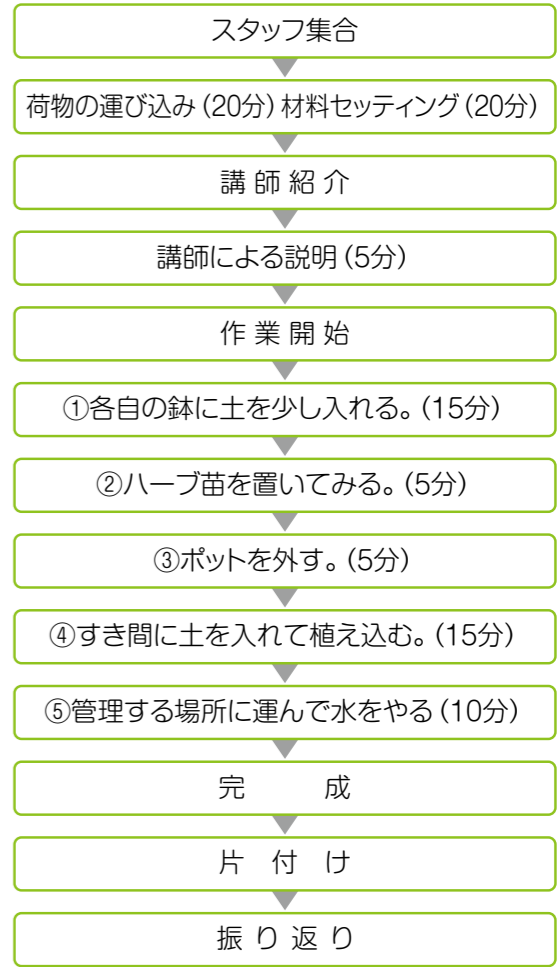 スタッフ集合
荷物の運び込み(20分)材料セッティング(20分)
講師紹介
講師による説明(5分)
作業開始
①各自の鉢に土を少し入れる。(15分)
②ハーブ苗を置いてみる。(5分)
③ポットを外す。(5分)
④すき間に土を入れて植え込む。(15分)
⑤管理する場所に運んで水をやる(10分)
完成
片付け
振り返り